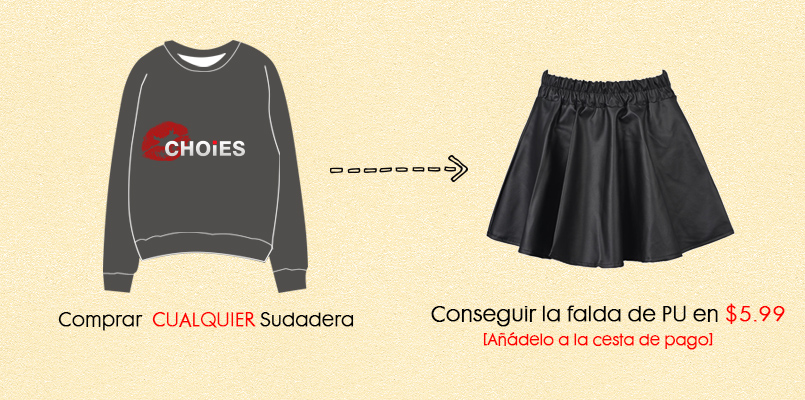 CHOiES
Comprar CUALQUIER Sudadera
Conseguir la falda de PU en $5.99
[Añádelo a la cesta de pago]